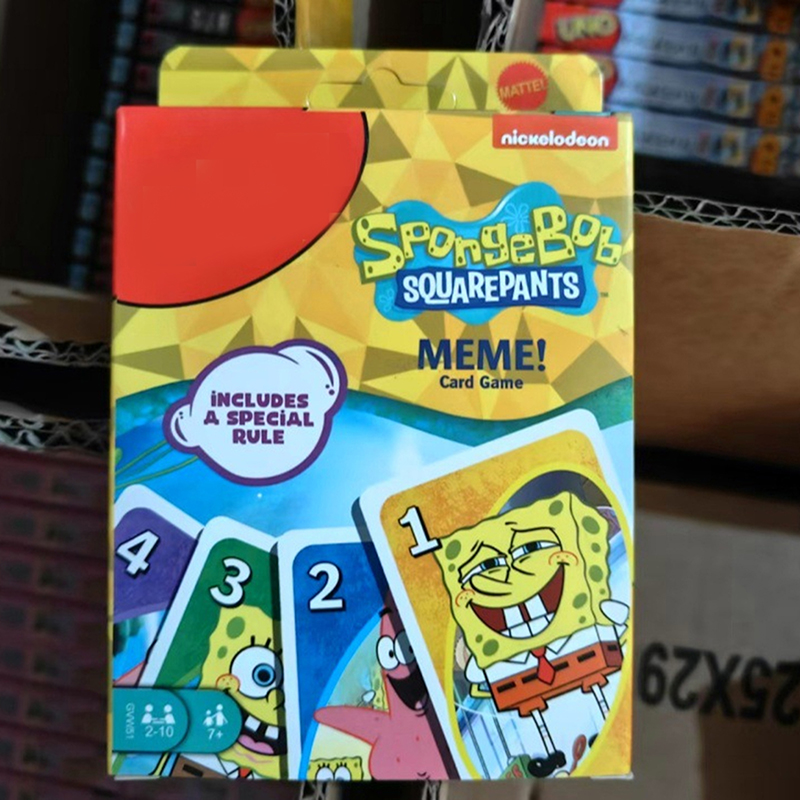 UNO
MATTEL
nickelodeon
SpongeBob
SQUAREPANTS
MEME!
Card Game
iNCLUDES
A SPECiAL
RULE
4
3
2
1
GVW51
2-10
7+
25X29